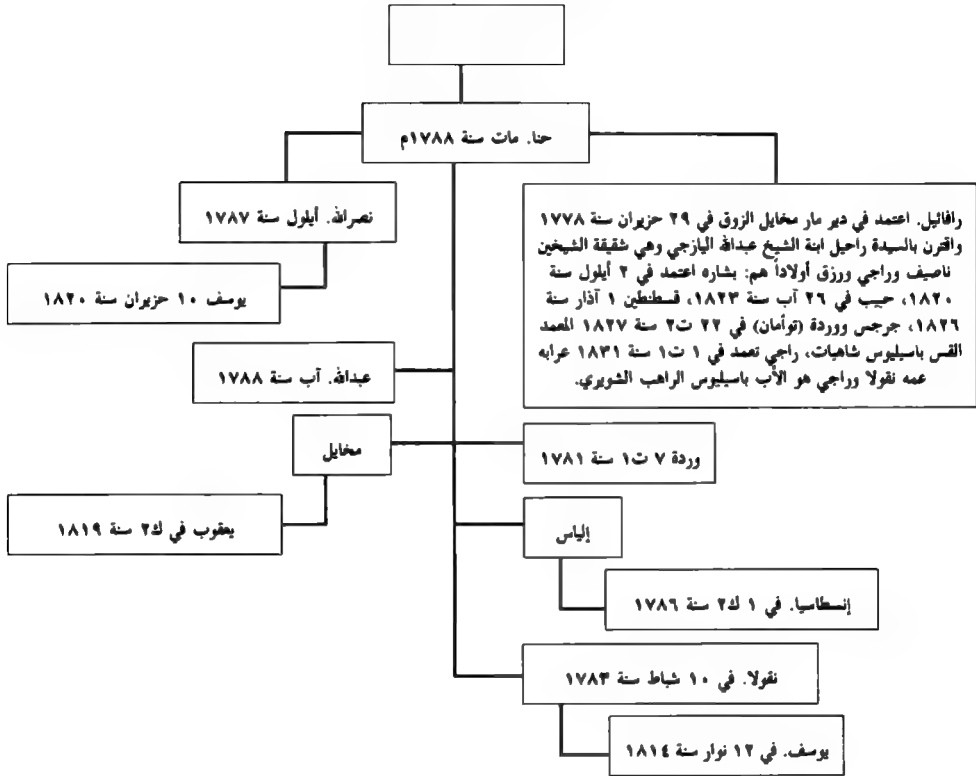 حنا. مات سنة ١٧٨٨م
رافائيل. اعتمد في دير مار مخايل الزوق في ٢٩ حزيران سنة ١٧٧٨
واقترن بالسيدة راحيل ابنة الشيخ عبدالله اليازجي وهي شقيقة الشيخين
ناصيف وراجي ورزق أولاداً هم: بشاره اعتمد في ٢ أيلول سنة
١٨٢٠، حبيب في ٢٦ آب سنة ١٨٢٣، قسطنطين ١ آذار سنة
١٨٢٦، جرجس ووردة (توأمان) في ٢٢ ت٢ سنة ١٨٢٧ المعمد
القس باسيليوس شاهيات، راجي تعمد في ١ ت١ سنة ١٨٣١ عرابه
عمه نقولا وراجي هو الأب باسيليوس الراهب الشويري.
نصرالله. أيلول سنة ١٧٨٧
يوسف ١٠ حزيران سنة ١٨٢٠
عبدالله. آب سنة ١٧٨٨
وردة ٧ ت١ سنة ١٧٨١
مخايل
يعقوب في ك٢ سنة ١٨١٩
إلياس
إنسطاسيا. في ١ ك٢ سنة ١٧٨٦
نقولا. في ١٠ شباط سنة ١٧٨٣
يوسف. في ١٢ نوار سنة ١٨١٤